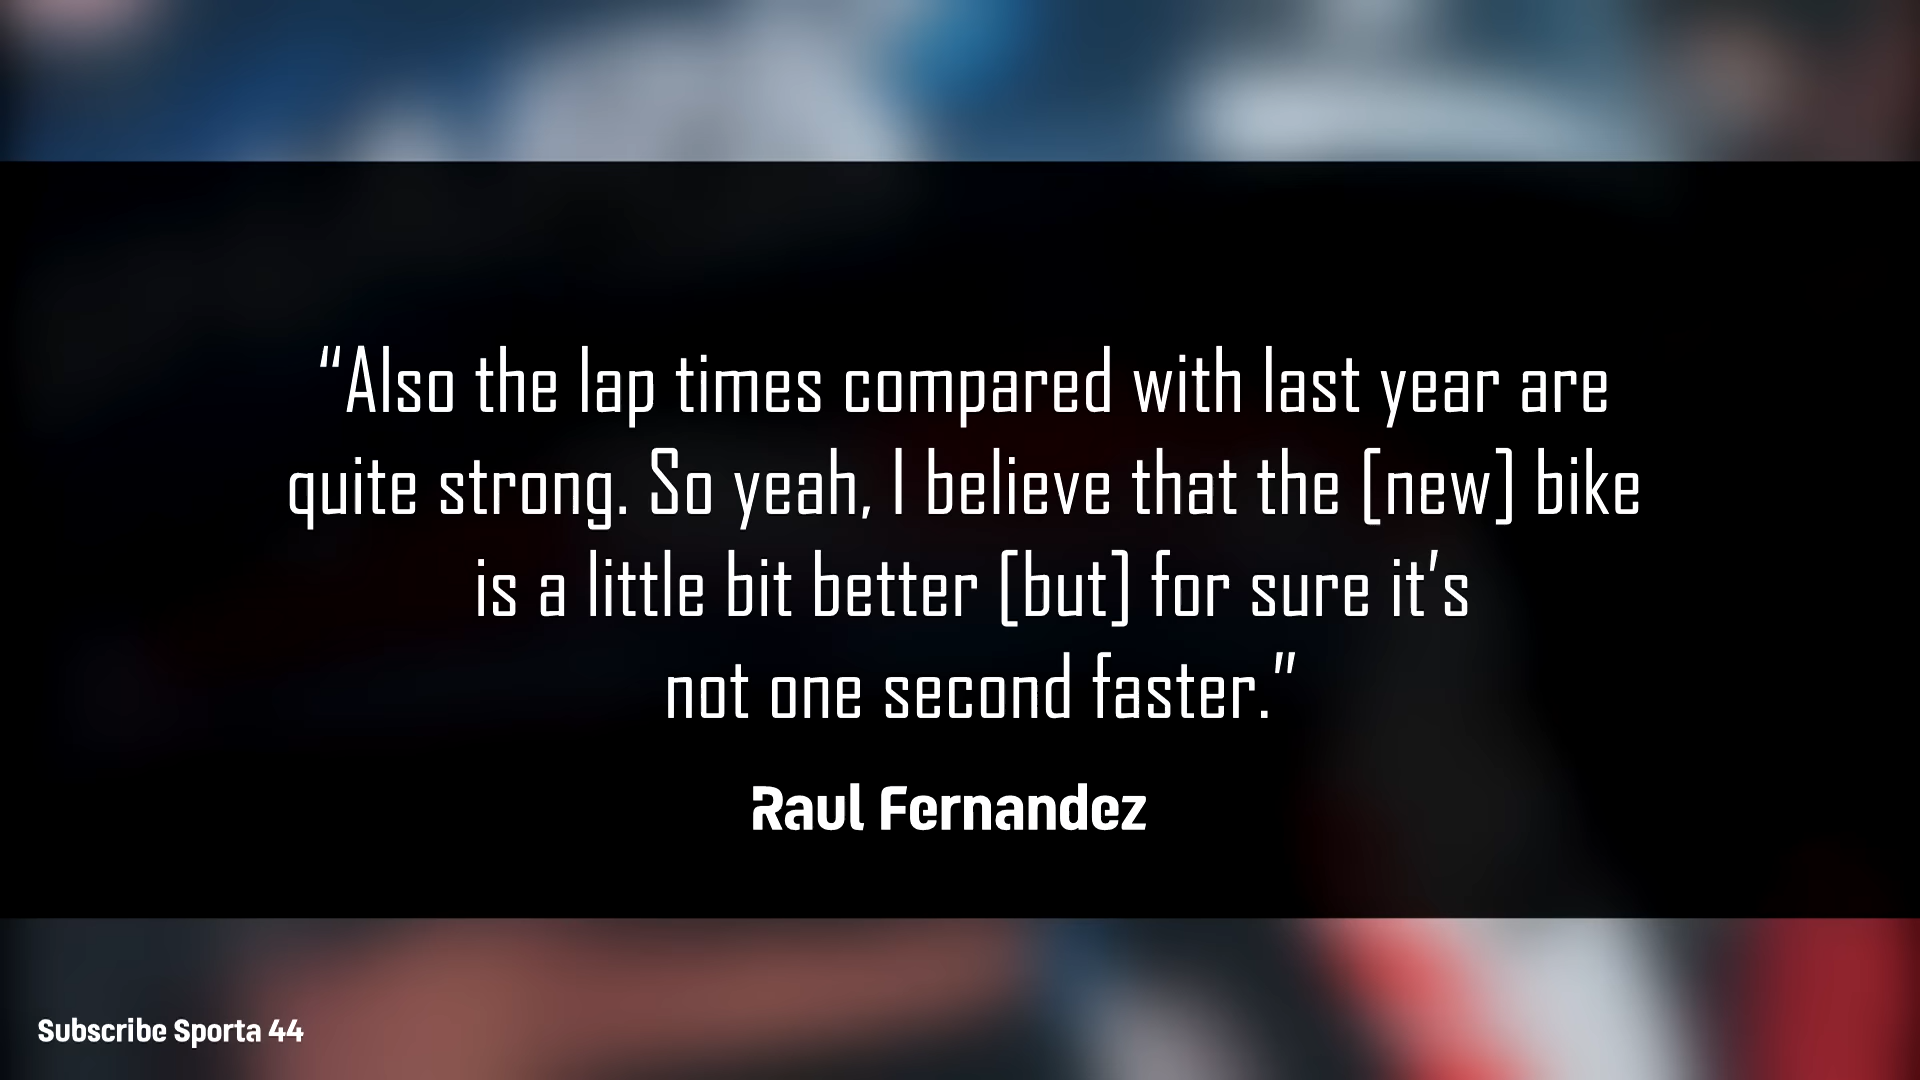 “Also the lap times compared with last year are
quite strong. So yeah, I believe that the [new] bike
is a little bit better [but] for sure it’s
not one second faster.”
Raul Fernandez
Subscribe Sporta 44